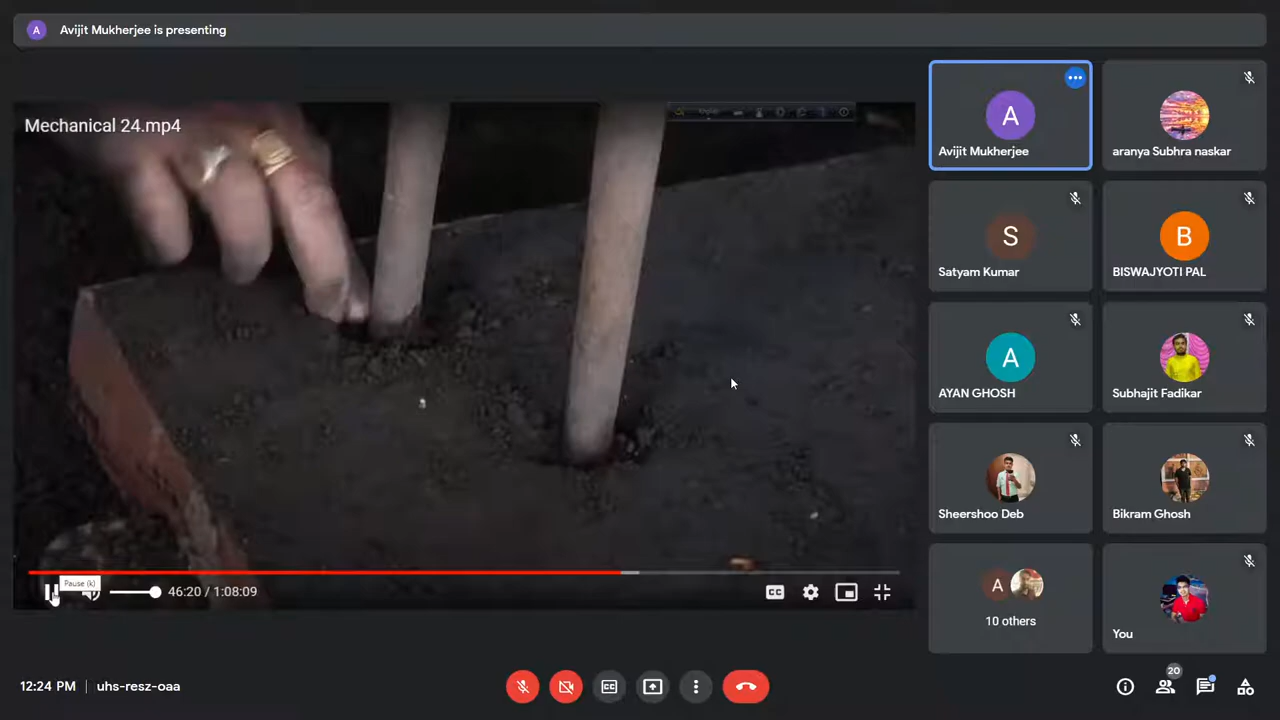 A
Avijit Mukherjee is presenting
Mechanical 24.mp4
Pause (k)
46:20 / 1:08:09
CC
A
Avijit Mukherjee
aranya Subhra naskar
S
Satyam Kumar
B
BISWAJYOTI PAL
A
AYAN GHOSH
Subhajit Fadikar
Sheershoo Deb
Bikram Ghosh
A
10 others
You
12:24 PM | uhs-resz-oaa
CC
20